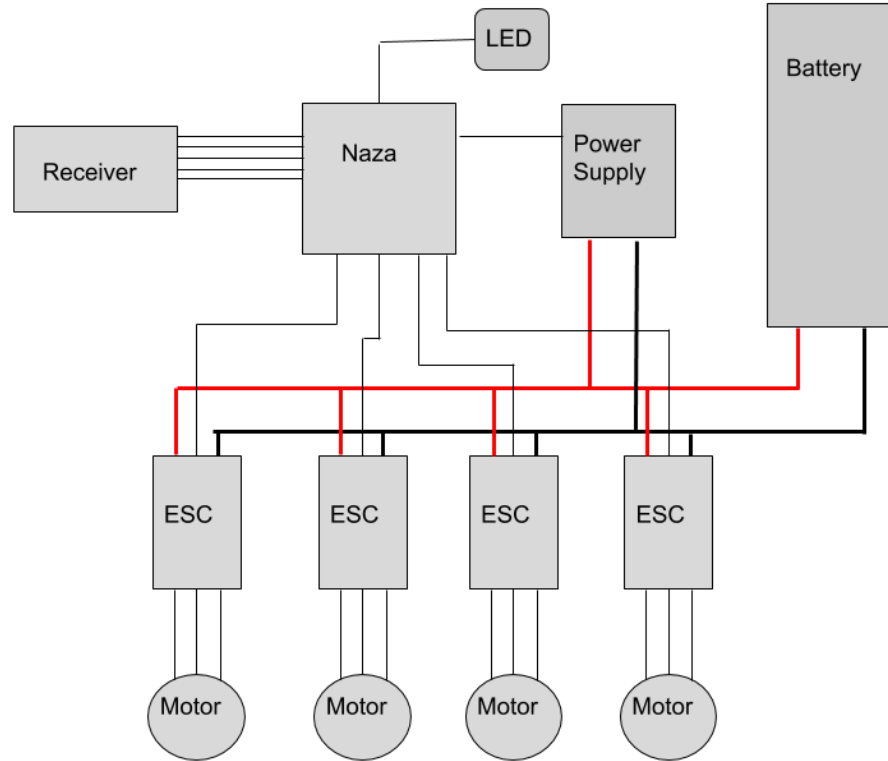 LED
Battery
Receiver
Naza
Power
Supply
ESC
ESC
ESC
ESC
Motor
Motor
Motor
Motor